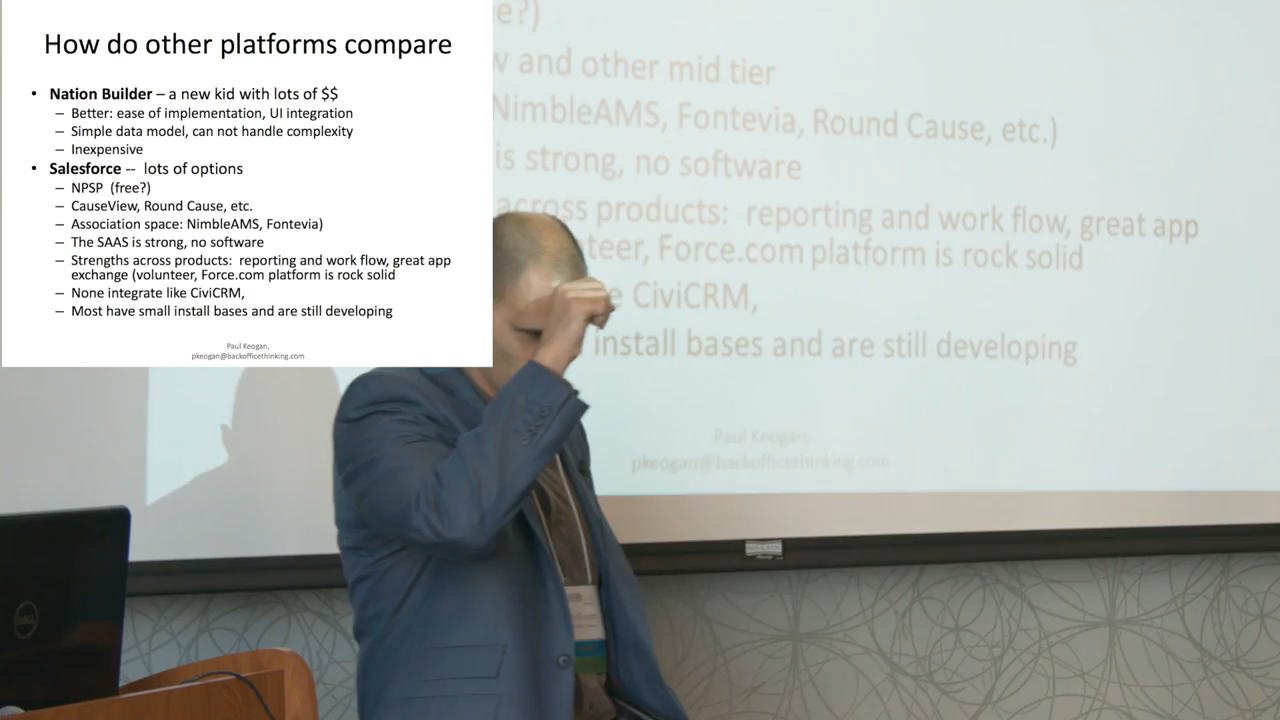 How do other platforms compare
• Nation Builder – a new kid with lots of $$
– Better: ease of implementation, UI integration
– Simple data model, can not handle complexity
– Inexpensive
• Salesforce -- lots of options
– NPSP (free?)
– CauseView, Round Cause, etc.
– Association space: NimbleAMS, Fontevia)
– The SAAS is strong, no software
– Strengths across products: reporting and work flow, great app
exchange (volunteer, Force.com platform is rock solid
– None integrate like CiviCRM,
– Most have small install bases and are still developing
Paul Keogan,
pkeogan@backofficethinking.com
e?)
w and other mid tier
NimbleAMS, Fontevia, Round Cause, etc.)
is strong, no software
across products: reporting and work flow, great app
teer, Force.com platform is rock solid
e CiviCRM,
install bases and are still developing
Paul Keogan,
pkeogan@backofficethinking.com
DELL